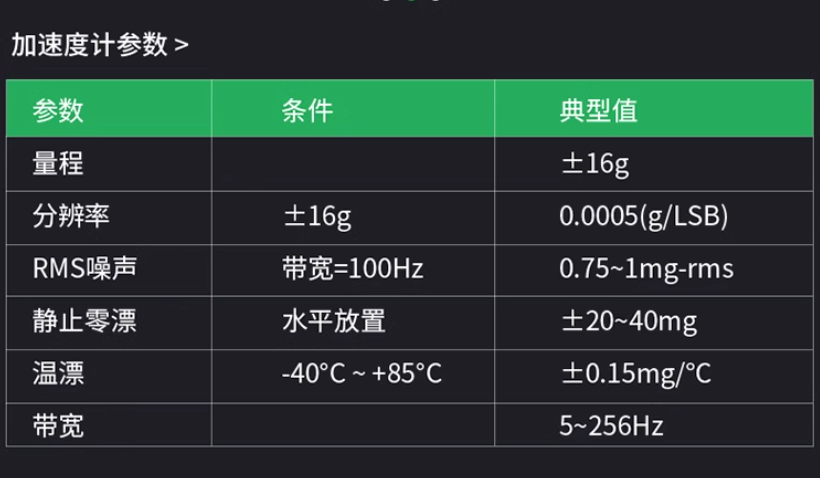 加速度计参数 >
参数 条件 典型值
量程 ±16g
分辨率 ±16g 0.0005(g/LSB)
RMS噪声 带宽=100Hz 0.75~1mg-rms
静止零漂 水平放置 ±20~40mg
温漂 -40°C ~ +85°C ±0.15mg/℃
带宽 5~256Hz